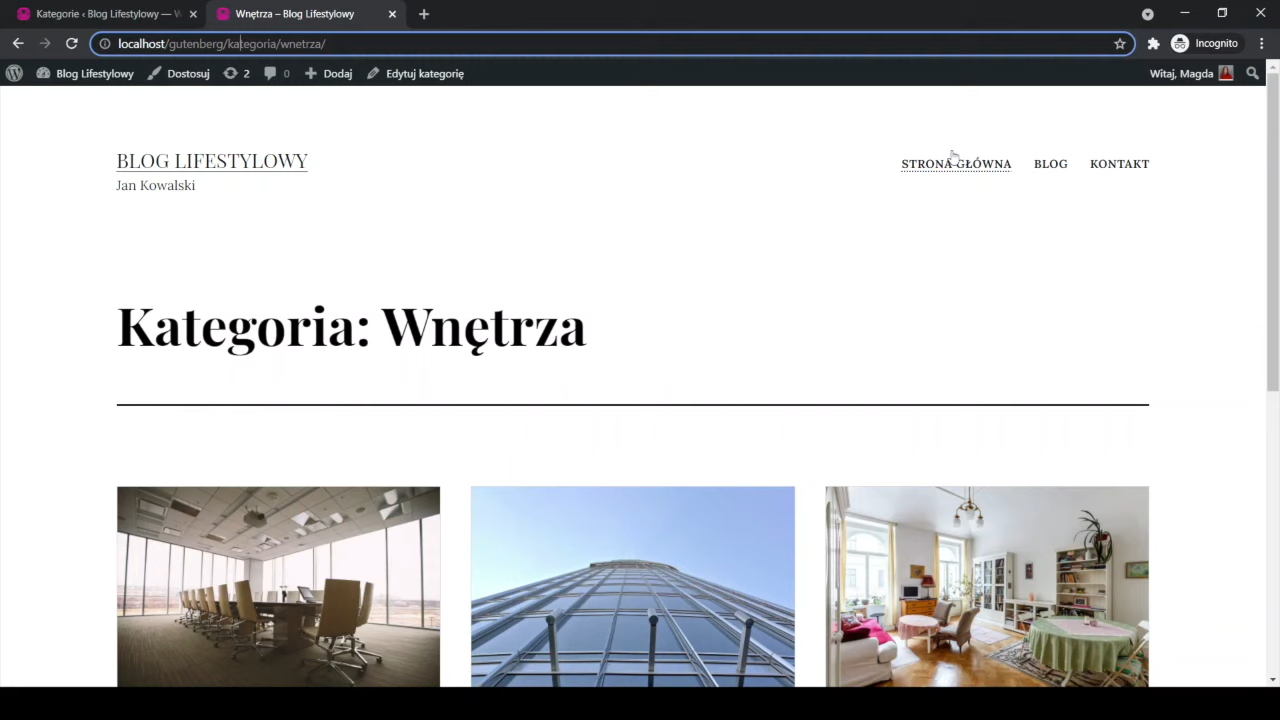 Kategorie ‹ Blog Lifestylowy —
Wnętrza – Blog Lifestylowy
localhost/gutenberg/kategoria/wnetrza/
Incognito
Blog Lifestylowy
Dostosuj
2
0
Dodaj
Edytuj kategorię
Witaj, Magda
BLOG LIFESTYLOWY
Jan Kowalski
STRONA GŁÓWNA
BLOG
KONTAKT
Kategoria: Wnętrza